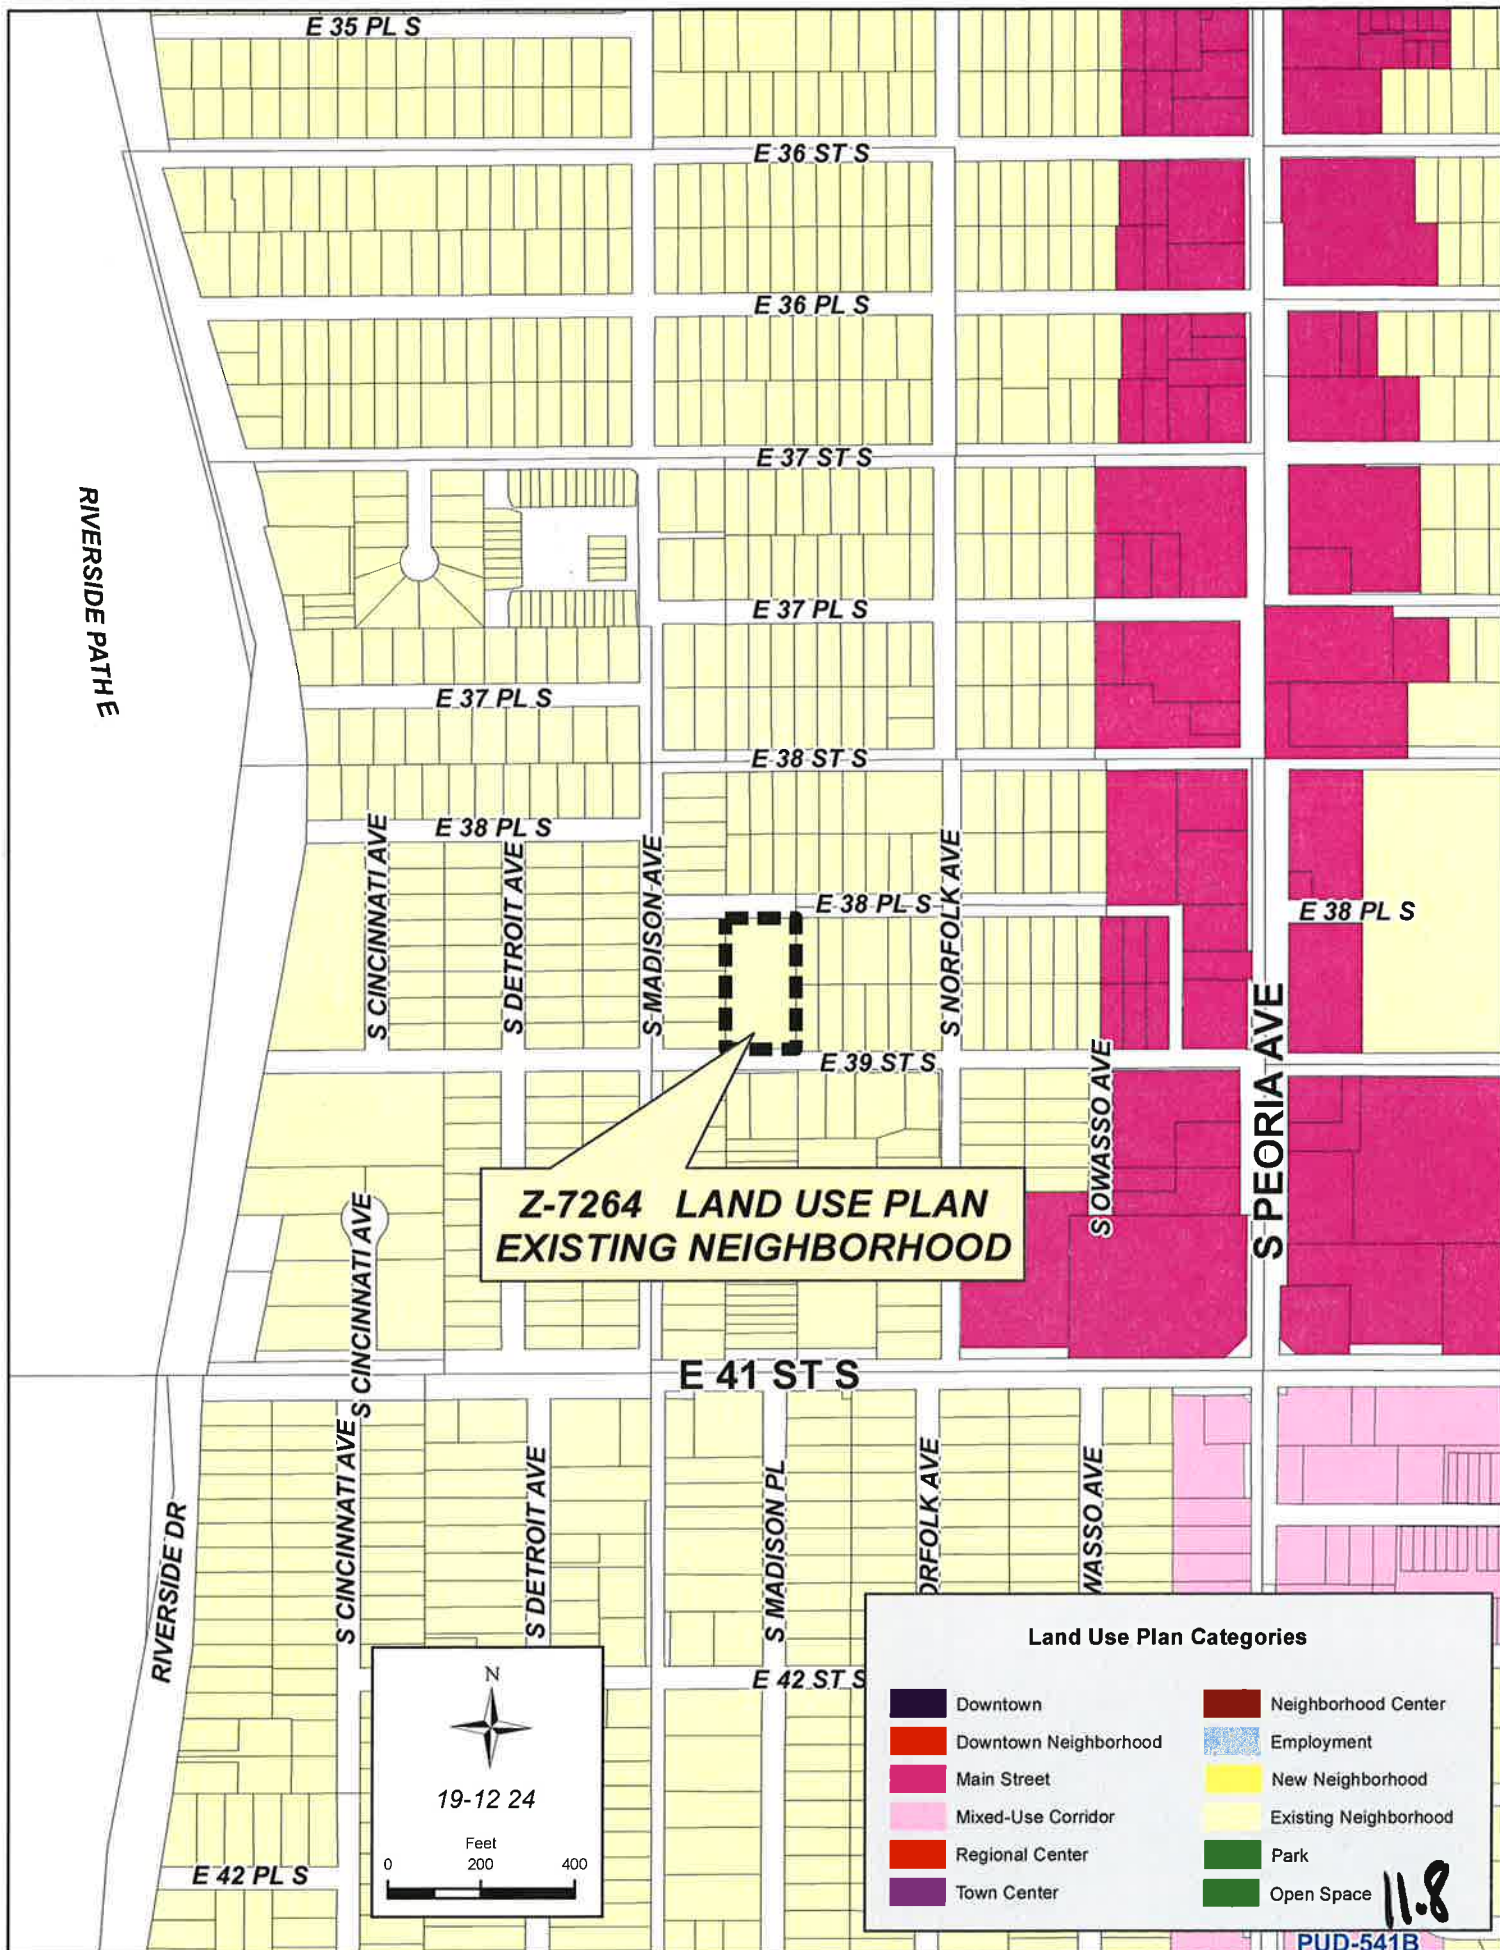 E 35 PL S
E 36 ST S
E 36 PL S
E 37 ST S
RIVERSIDE PATH E
E 37 PL S
E 37 PL S
E 38 ST S
E 38 PL S
S CINCINNATI AVE
S DETROIT AVE
S MADISON AVE
S NORFOLK AVE
E 38 PL S
E 38 PL S
S PEORIA AVE
E 39 ST S
S OWASSO AVE
Z-7264 LAND USE PLAN
EXISTING NEIGHBORHOOD
S CINCINNATI AVE
E 41 ST S
S CINCINNATI AVE
S DETROIT AVE
S MADISON PL
ORFOLK AVE
WASSO AVE
RIVERSIDE DR
E 42 ST S
E 42 PL S
N
19-12 24
Feet
0 200 400
Land Use Plan Categories
Downtown
Downtown Neighborhood
Main Street
Mixed-Use Corridor
Regional Center
Town Center
Neighborhood Center
Employment
New Neighborhood
Existing Neighborhood
Park
Open Space
11.8
PUD-541B